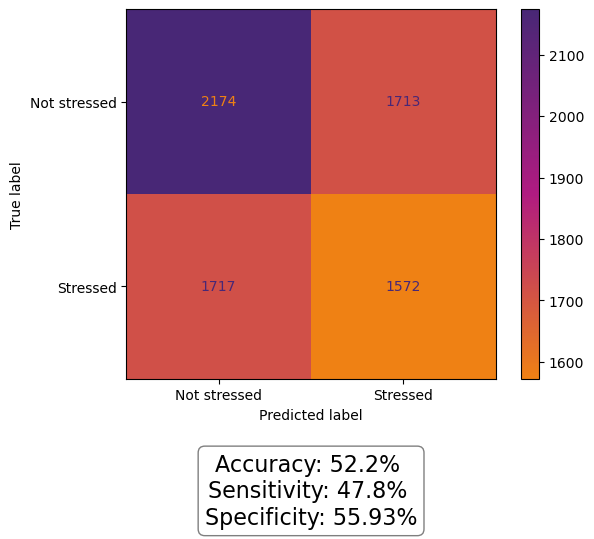 Not stressed
2174
1713
Stressed
1717
1572
True label
Not stressed
Stressed
Predicted label
2100
2000
1900
1800
1700
1600
Accuracy: 52.2%
Sensitivity: 47.8%
Specificity: 55.93%